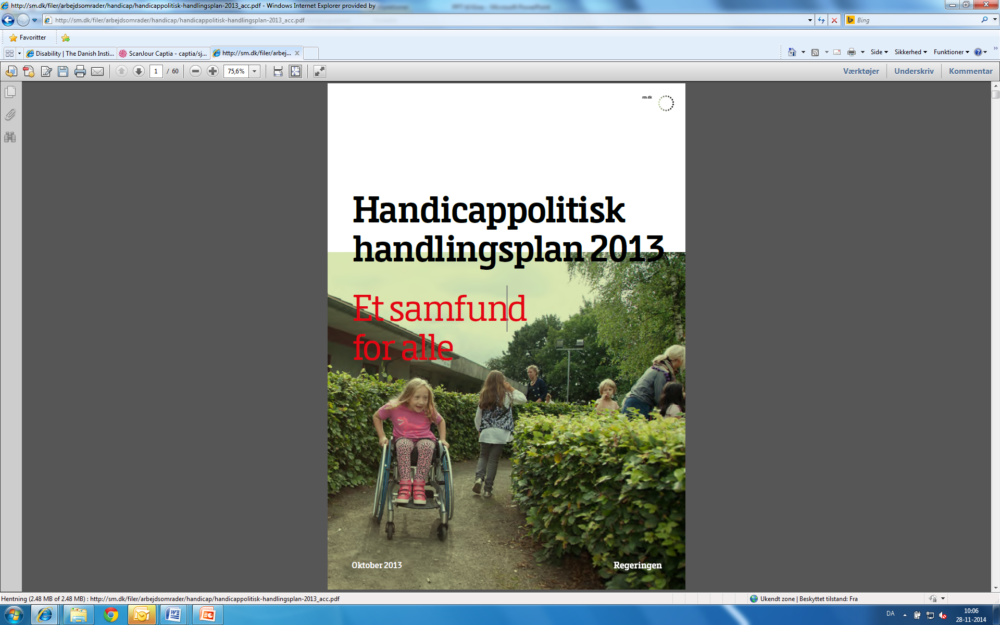 http://sm.dk/filer/arbejdsomrader/handicap/handicappolitisk-handlingsplan-2013_acc.pdf - Windows Internet Explorer provided by
http://sm.dk/filer/arbejdsomrader/handicap/handicappolitisk-handlingsplan-2013_acc.pdf
Bing
Favoritter
Disability | The Danish Insti...
ScanJour Captia - captia/sj...
http://sm.dk/filer/arbej...
Side
Sikkerhed
Funktioner
1 / 60
75,6%
Værktøjer
Underskriv
Kommentar
sm.dk
Handicappolitisk
handlingsplan 2013
Et samfund
for alle
Oktober 2013
Regeringen
Hentning (2.48 MB of 2.48 MB) : http://sm.dk/filer/arbejdsomrader/handicap/handicappolitisk-handlingsplan-2013_acc.pdf
Ukendt zone | Beskyttet tilstand: Fra
DA
10:06
28-11-2014